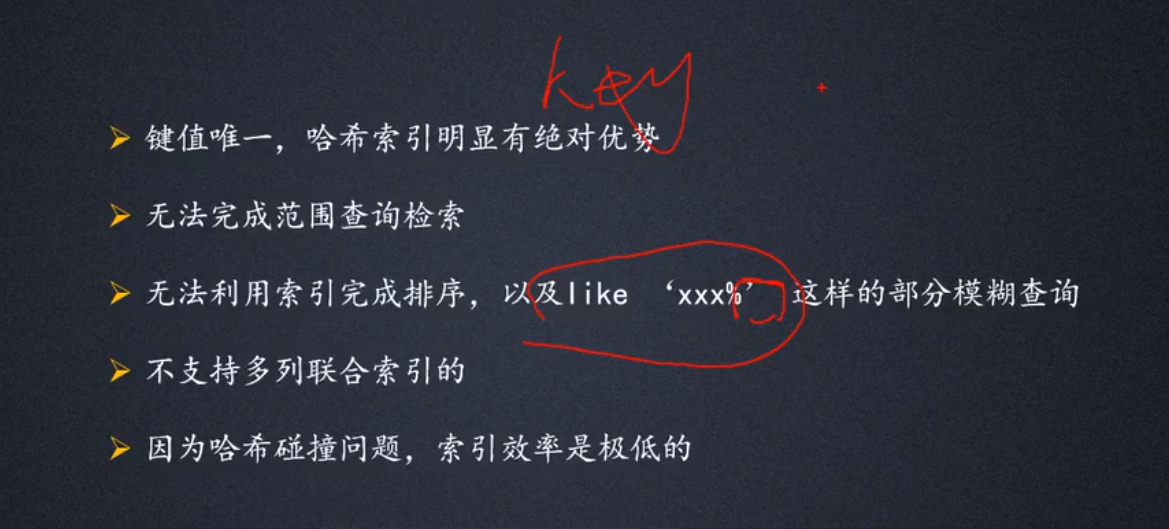 key
键值唯一，哈希索引明显有绝对优势
无法完成范围查询检索
无法利用索引完成排序，以及like ‘xxx%’ 这样的部分模糊查询
不支持多列联合索引的
因为哈希碰撞问题，索引效率是极低的